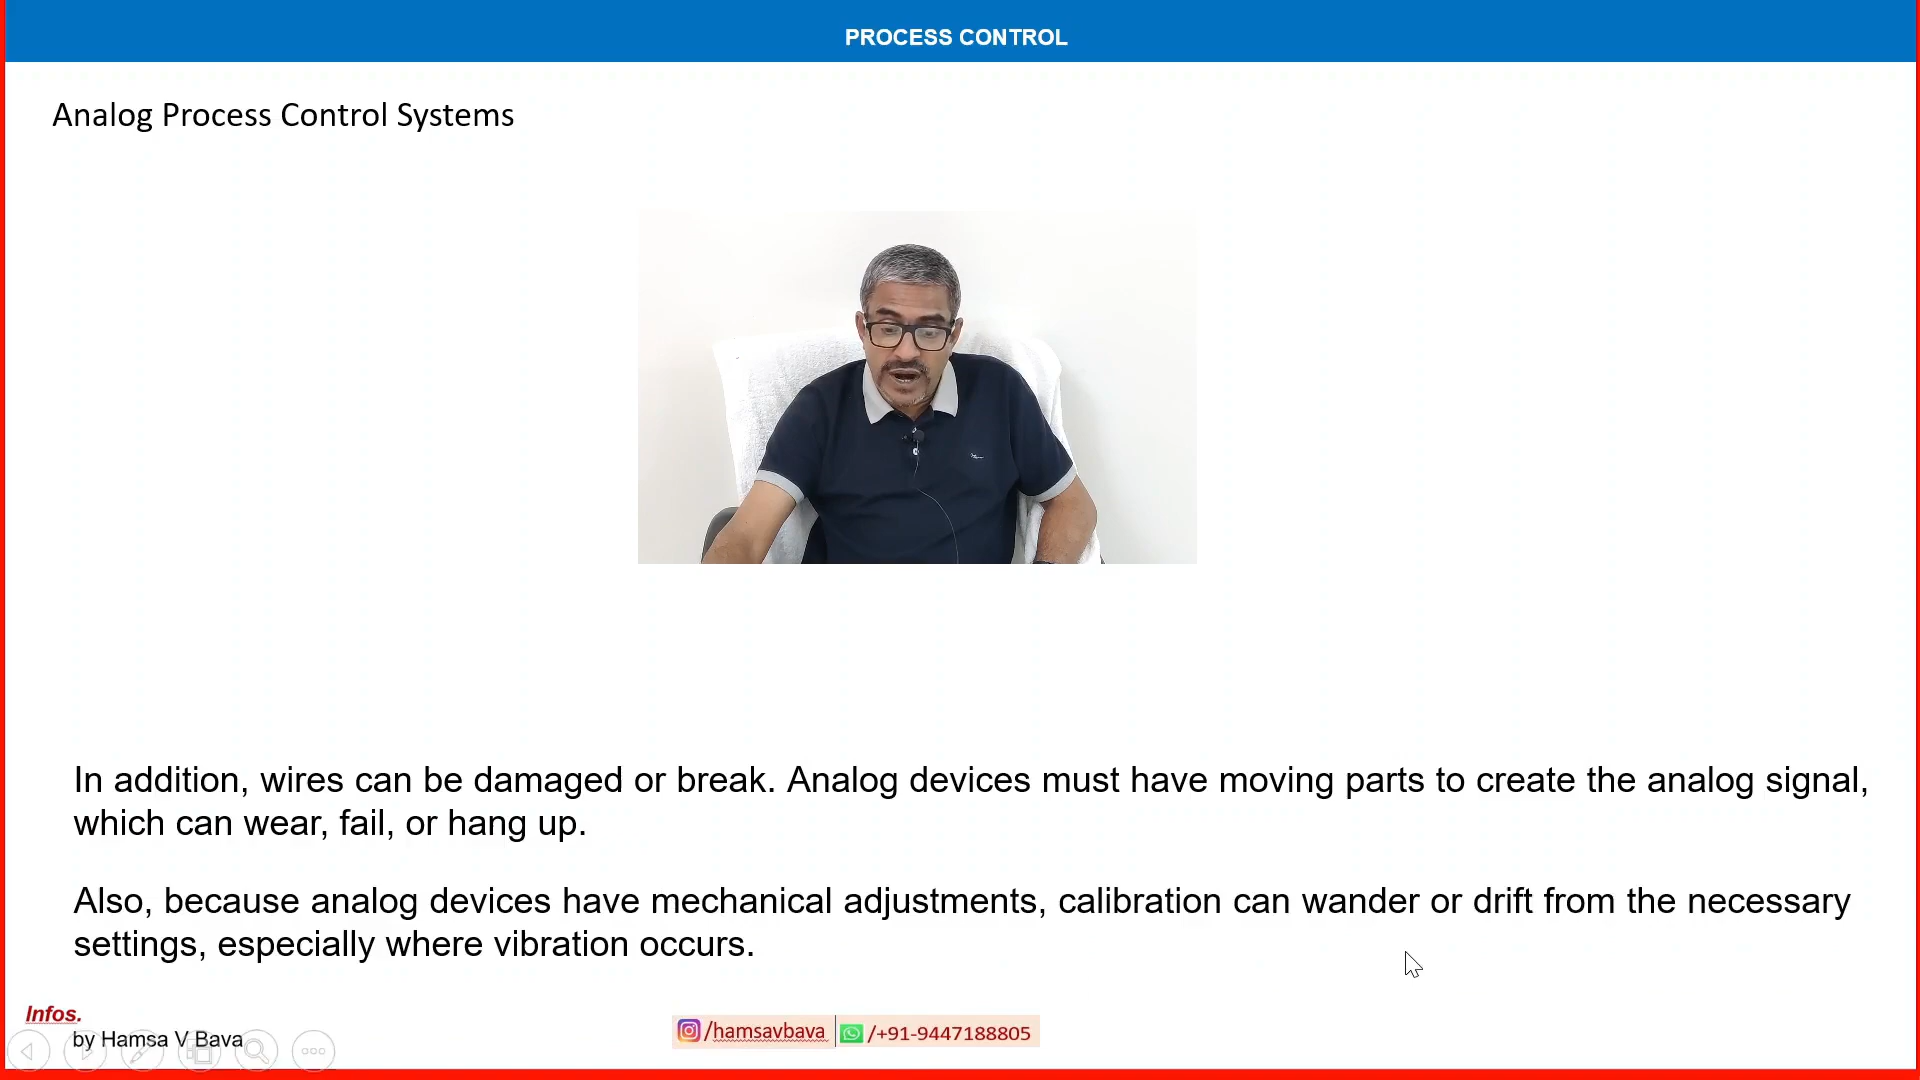 PROCESS CONTROL
Analog Process Control Systems
In addition, wires can be damaged or break. Analog devices must have moving parts to create the analog signal,
which can wear, fail, or hang up.
Also, because analog devices have mechanical adjustments, calibration can wander or drift from the necessary
settings, especially where vibration occurs.
Infos.
by Hamsa V Bava
/hamsavbava /+91-9447188805